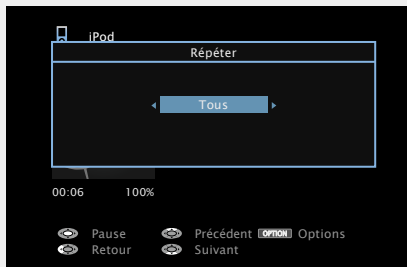 iPod
Répéter
Tous
00:06 100%
Pause Précédent OPTION Options
Retour Suivant